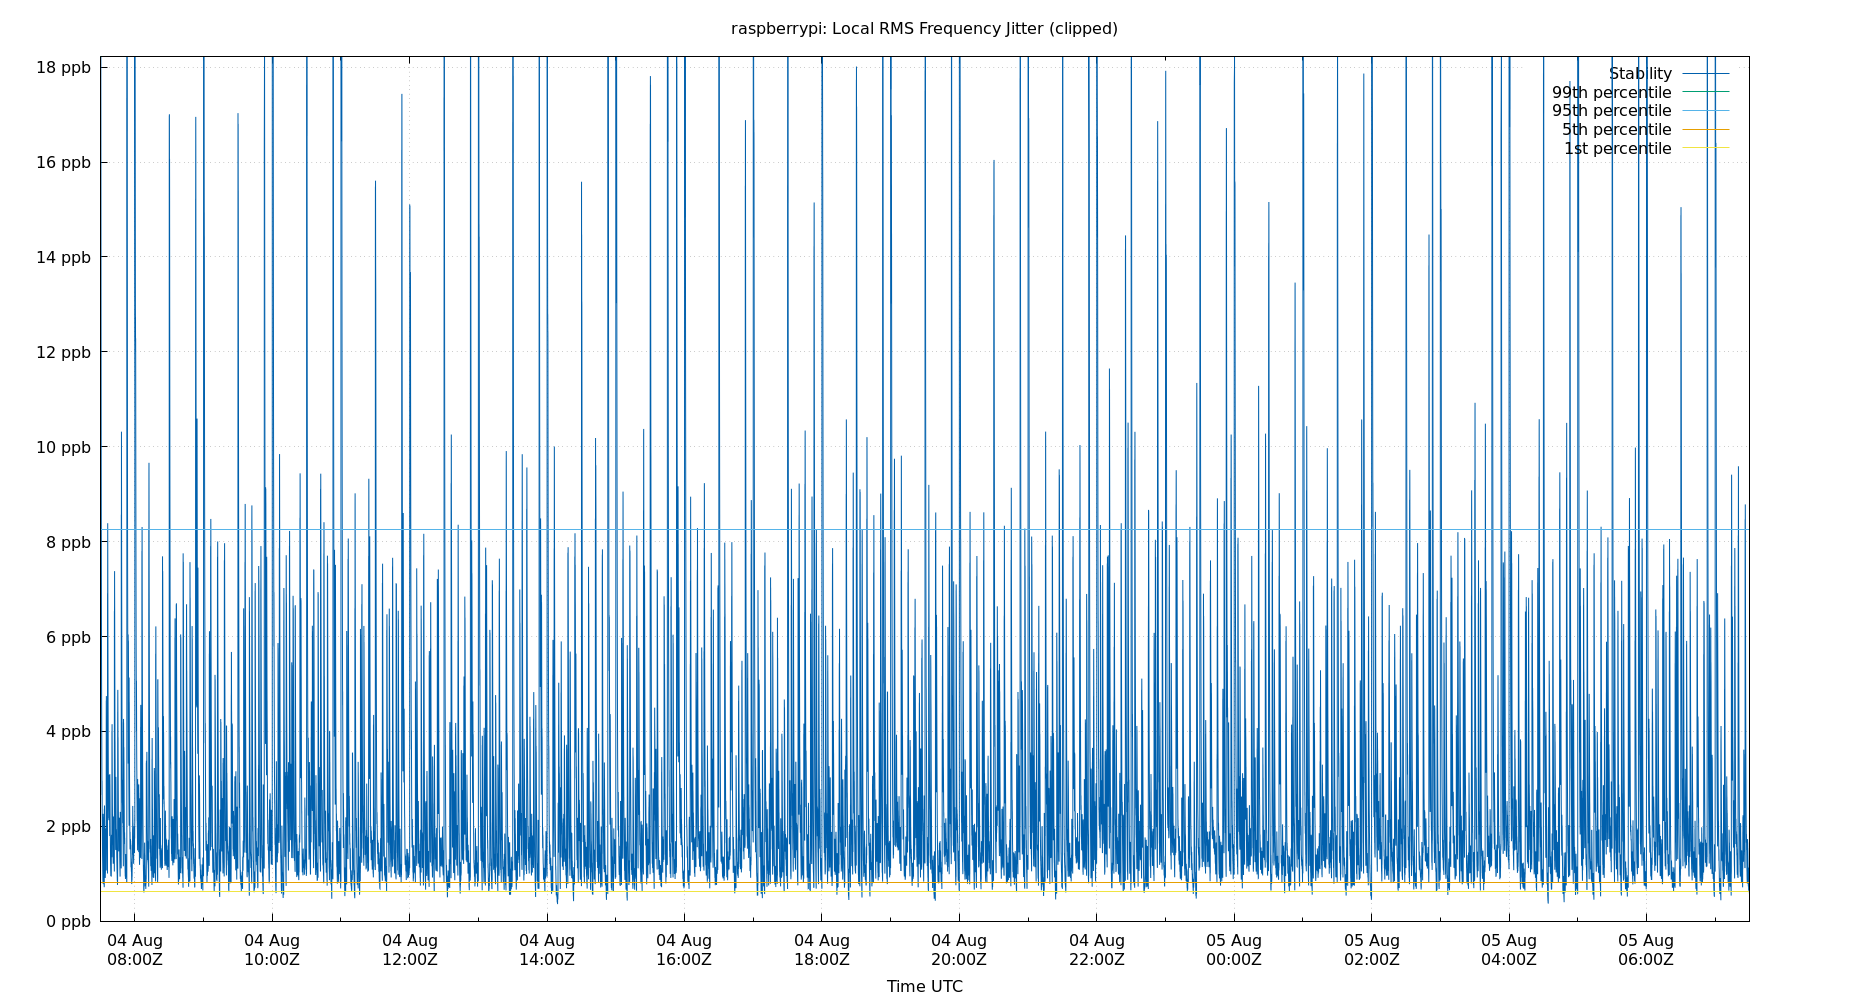 raspberrypi: Local RMS Frequency Jitter (clipped)
18 ppb
16 ppb
14 ppb
12 ppb
10 ppb
8 ppb
6 ppb
4 ppb
2 ppb
0 ppb
Stability
99th percentile
95th percentile
5th percentile
1st percentile
04 Aug 04 Aug 04 Aug 04 Aug 04 Aug 04 Aug 04 Aug 04 Aug 05 Aug 05 Aug 05 Aug 05 Aug
08:00Z 10:00Z 12:00Z 14:00Z 16:00Z 18:00Z 20:00Z 22:00Z 00:00Z 02:00Z 04:00Z 06:00Z
Time UTC